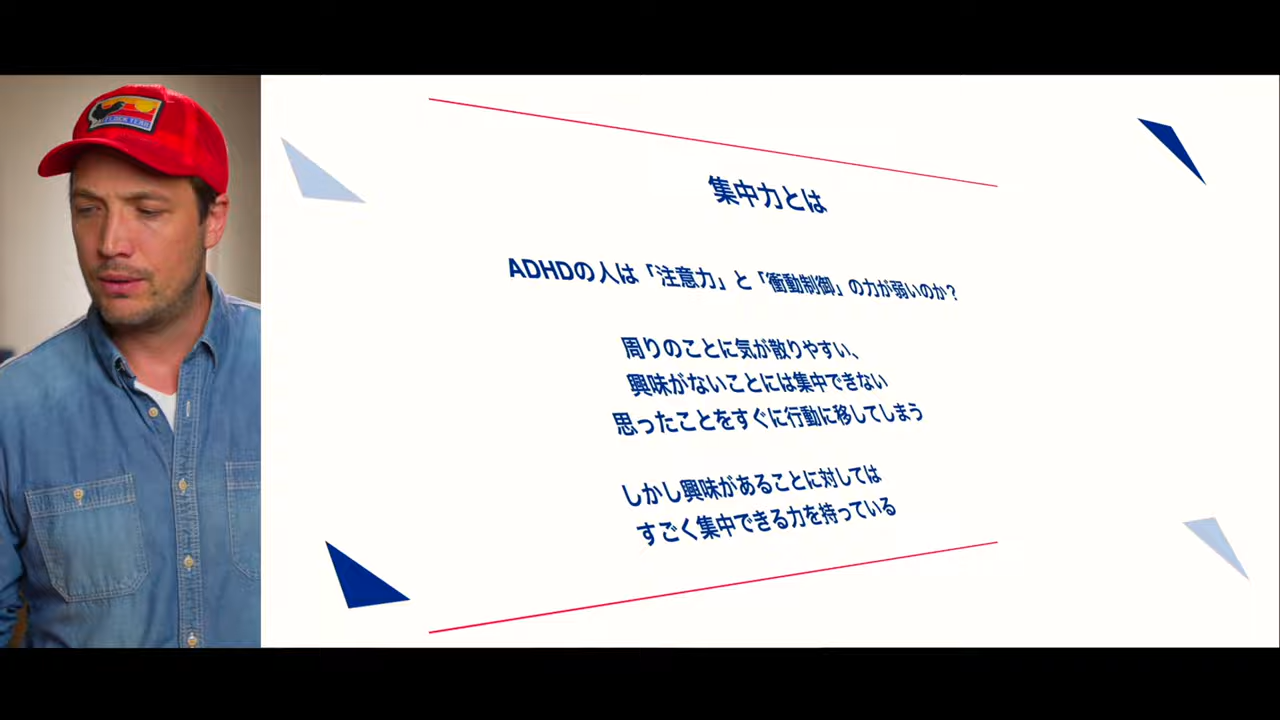 集中力とは
ADHDの人は「注意力」と「衝動制御」の力が弱いのか？
周りのことに気が散りやすい、
興味がないことには集中できない
思ったことをすぐに行動に移してしまう
しかし興味があることに対しては
すごく集中できる力を持っている